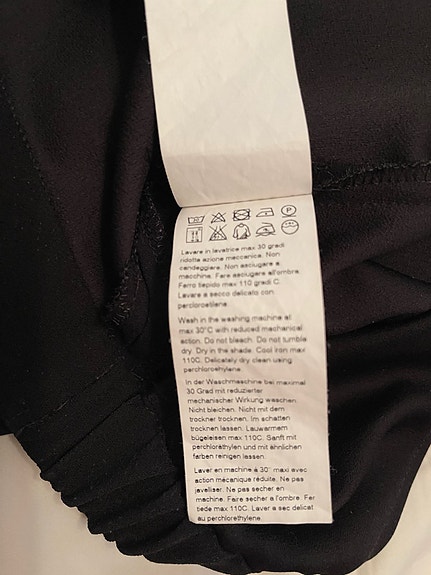 P
Lavare in lavatrice max 30 gradi
ridotta azione meccanica. Non
candeggiare. Non asciugare a
macchina. Fare asciugare all'ombra.
Ferro tiepido max 110 gradi C.
Lavare a secco delicato con
percloroetilene.
Wash in the washing machine at
max 30°C with reduced mechanical
action. Do not bleach. Do not tumble
dry. Dry in the shade. Cool iron max
110C. Delicately dry clean using
perchloroethylene.
In der Waschmaschine bei maximal
30 Grad mit reduzierter
mechanischer Wirkung waschen.
Nicht bleichen. Nicht mit dem
trockner trocknen. Im schatten
trocknen lassen. Lauwarmem
bügeleisen max 110C. Sanft mit
perchlorathylen und mit ähnlichen
farben reinigen lessen.
Laver en machine à 30° maxi avec
action mécanique réduite. Ne pas
javeliser. Ne pas secher en
machine. Faire secher a l'ombre. Fer
tiede max 110C. Laver a sec delicat
au perchlorethylene.